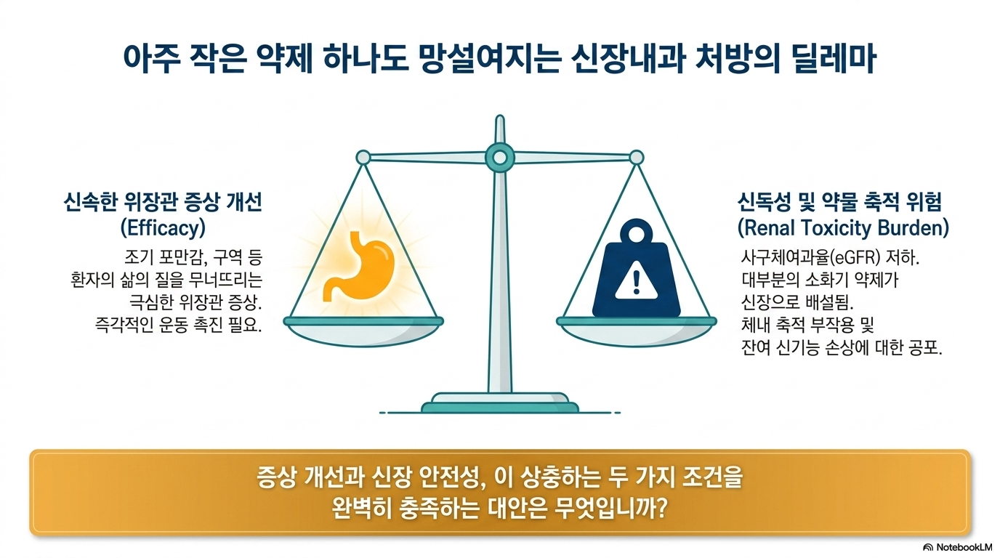 아주 작은 약제 하나도 망설여지는 신장내과 처방의 딜레마
신속한 위장관 증상 개선
(Efficacy)
조기 포만감, 구역 등
환자의 삶의 질을 무너뜨리는
극심한 위장관 증상.
즉각적인 운동 촉진 필요.
신독성 및 약물 축적 위험
(Renal Toxicity Burden)
사구체여과율(eGFR) 저하.
대부분의 소화기 약제가
신장으로 배설됨.
체내 축적 부작용 및
잔여 신기능 손상에 대한 공포.
증상 개선과 신장 안전성, 이 상충하는 두 가지 조건을
완벽히 충족하는 대안은 무엇입니까?
NotebookLM